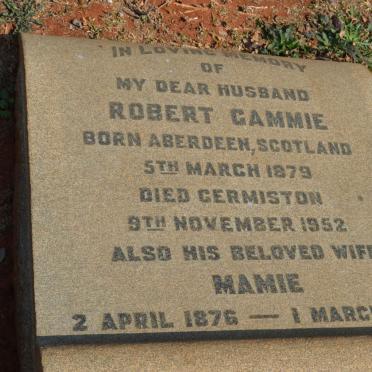 IN LOVING MEMORY
OF
MY DEAR HUSBAND
ROBERT GAMMIE
BORN ABERDEEN, SCOTLAND
5TH MARCH 1879
DIED GERMISTON
9TH NOVEMBER 1952
ALSO HIS BELOVED WIFE
MAMIE
2 APRIL 1876 — 1 MARC